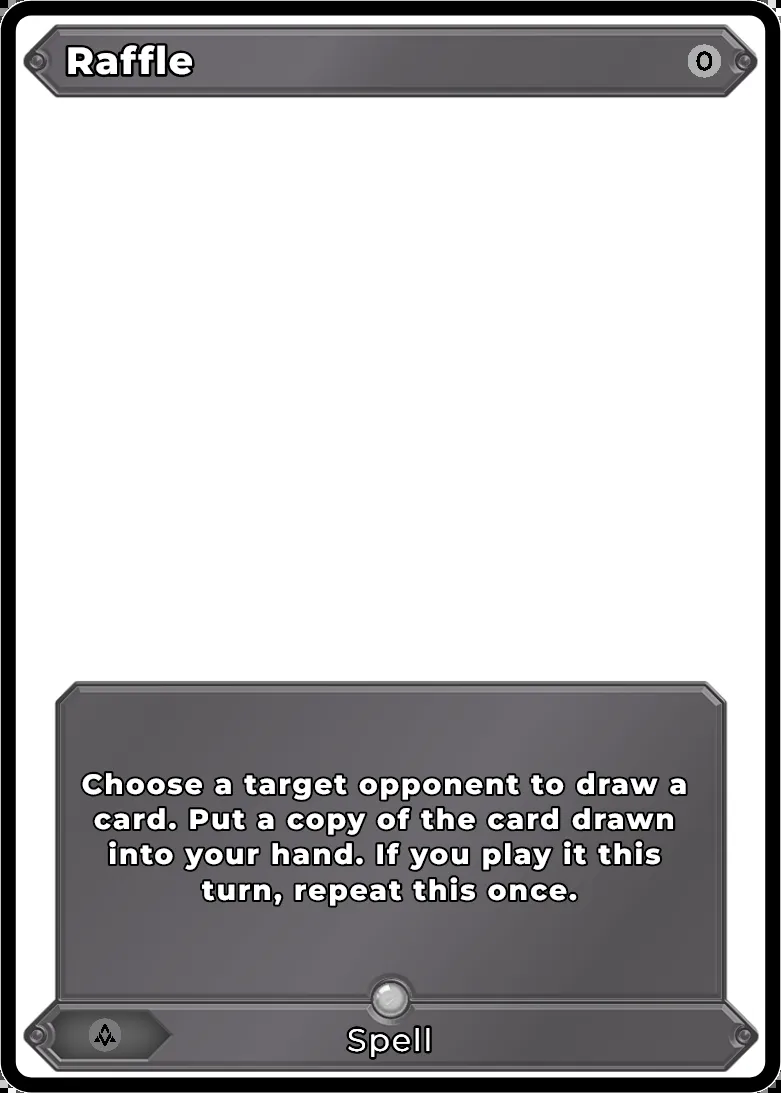 Raffle
0
Choose a target opponent to draw a
card. Put a copy of the card drawn
into your hand. If you play it this
turn, repeat this once.
Spell